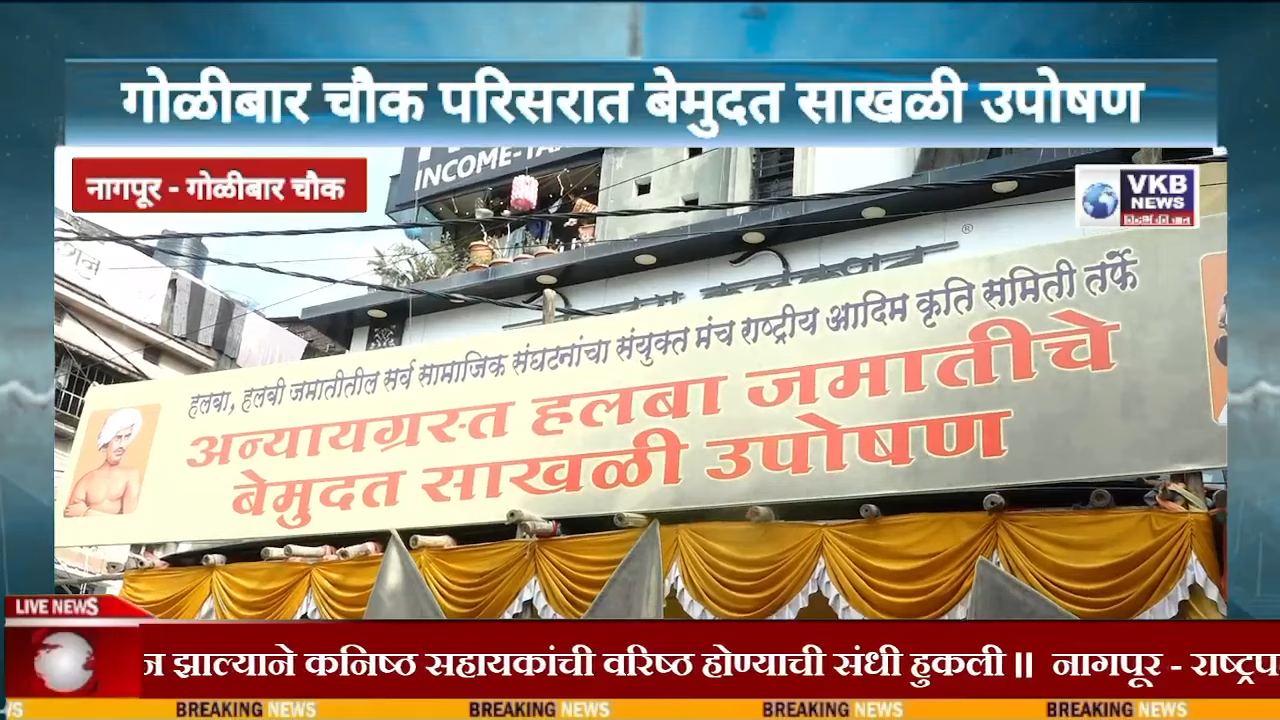 गोळीबार चौक परिसरात बेमुदत साखळी उपोषण
नागपूर - गोळीबार चौक
INCOME-TA
VKB
NEWS
®
हलबा, हलबी जमातीतील सर्व सामाजिक संघटनांचा संयुक्त मंच राष्ट्रीय आदिम कृति समिती तर्फे
अन्यायग्रस्त हलबा जमातीचे
बेमुदत साखळी उपोषण
LIVE NEWS
झाल्याने कनिष्ठ सहायकांची वरिष्ठ होण्याची संधी हुकली || नागपूर - राष्ट्रप
BREAKING NEWS BREAKING NEWS BREAKING NEWS BREAKING NEWS